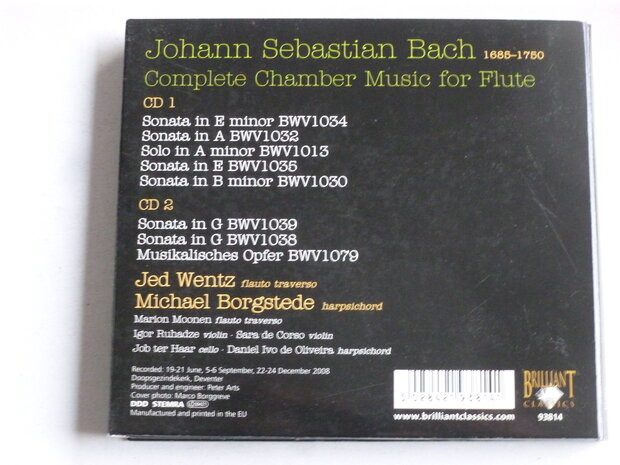 Johann Sebastian Bach 1685-1750
Complete Chamber Music for Flute
CD 1
Sonata in E minor BWV1034
Sonata in A BWV1032
Solo in A minor BWV1013
Sonata in E BWV1035
Sonata in B minor BWV1030
CD 2
Sonata in G BWV1039
Sonata in G BWV1038
Musikalisches Opfer BWV1079
Jed Wentz flauto traverso
Michael Borgstede harpsichord
Marion Moonen flauto traverso
Igor Ruhadze violin · Sara de Corso violin
Job ter Haar cello · Daniel Ivo de Oliveira harpsichord
Recorded: 19-21 June, 5-6 September, 22-24 December 2008
Doopsgezindekerk, Deventer
Producer and engineer: Peter Arts
Cover photo: Marco Borggreve
DDD STEMRA
Manufactured and printed in the EU
5 028421 938141
www.brilliantclassics.com
BRILLIANT
CLASSICS
93814